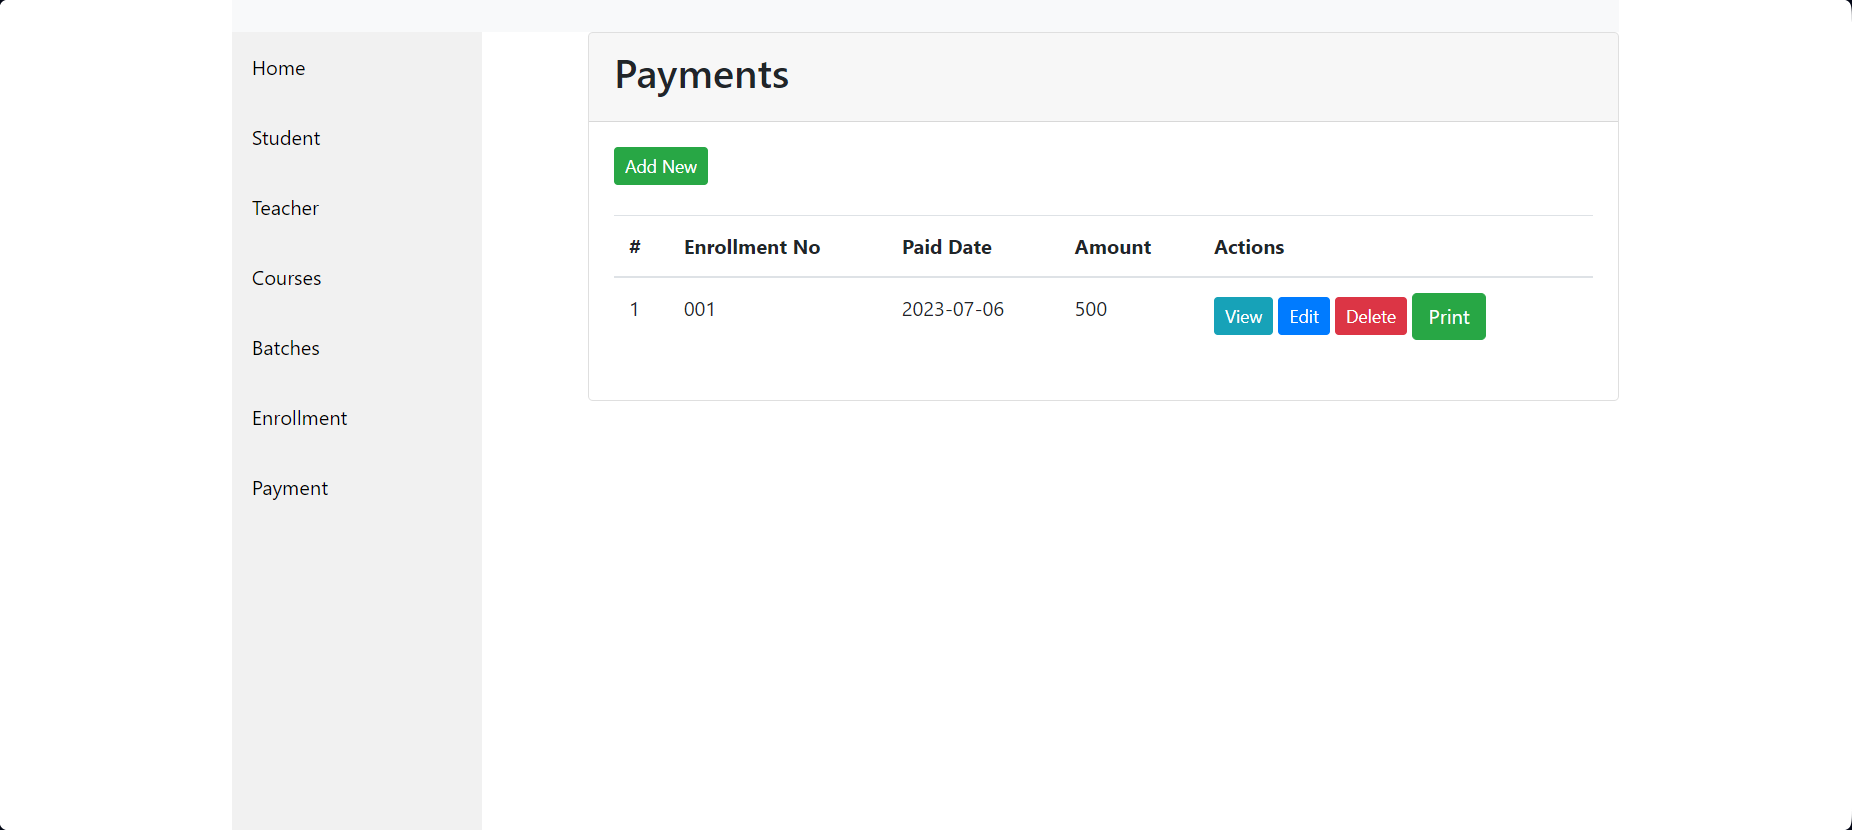 Home
Student
Teacher
Courses
Batches
Enrollment
Payment
Payments
Add New
# Enrollment No Paid Date Amount Actions
1 001 2023-07-06 500 View Edit Delete Print